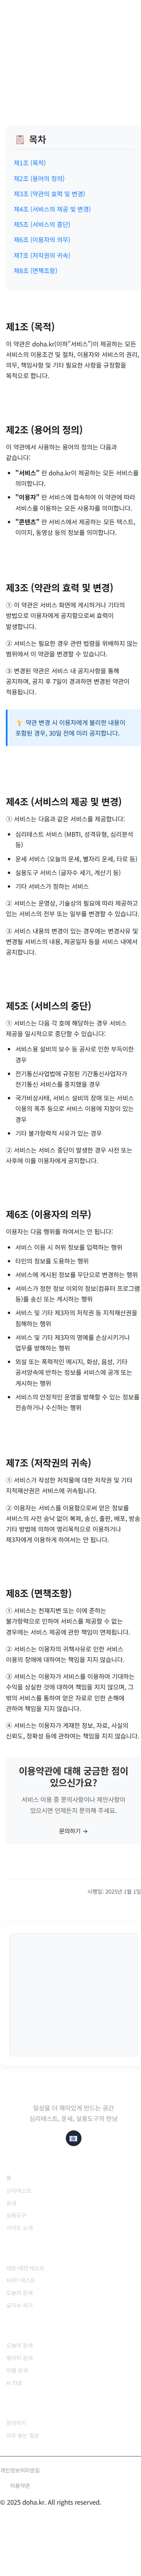 📋 목차
제1조 (목적)
제2조 (용어의 정의)
제3조 (약관의 효력 및 변경)
제4조 (서비스의 제공 및 변경)
제5조 (서비스의 중단)
제6조 (이용자의 의무)
제7조 (저작권의 귀속)
제8조 (면책조항)
제1조 (목적)
이 약관은 doha.kr(이하"서비스")이 제공하는 모든
서비스의 이용조건 및 절차, 이용자와 서비스의 권리,
의무, 책임사항 및 기타 필요한 사항을 규정함을
목적으로 합니다.
제2조 (용어의 정의)
이 약관에서 사용하는 용어의 정의는 다음과
같습니다:
• "서비스" 란 doha.kr이 제공하는 모든 서비스를
의미합니다.
• "이용자" 란 서비스에 접속하여 이 약관에 따라
서비스를 이용하는 모든 사용자를 의미합니다.
• "콘텐츠" 란 서비스에서 제공하는 모든 텍스트,
이미지, 동영상 등의 정보를 의미합니다.
제3조 (약관의 효력 및 변경)
① 이 약관은 서비스 화면에 게시하거나 기타의
방법으로 이용자에게 공지함으로써 효력이
발생합니다.
② 서비스는 필요한 경우 관련 법령을 위배하지 않는
범위에서 이 약관을 변경할 수 있습니다.
③ 변경된 약관은 서비스 내 공지사항을 통해
공지하며, 공지 후 7일이 경과하면 변경된 약관이
적용됩니다.
💡 약관 변경 시 이용자에게 불리한 내용이
포함된 경우, 30일 전에 미리 공지합니다.
제4조 (서비스의 제공 및 변경)
① 서비스는 다음과 같은 서비스를 제공합니다:
• 심리테스트 서비스 (MBTI, 성격유형, 심리분석
등)
• 운세 서비스 (오늘의 운세, 별자리 운세, 타로 등)
• 실용도구 서비스 (글자수 세기, 계산기 등)
• 기타 서비스가 정하는 서비스
② 서비스는 운영상, 기술상의 필요에 따라 제공하고
있는 서비스의 전부 또는 일부를 변경할 수 있습니다.
③ 서비스 내용의 변경이 있는 경우에는 변경사유 및
변경될 서비스의 내용, 제공일자 등을 서비스 내에서
공지합니다.
제5조 (서비스의 중단)
① 서비스는 다음 각 호에 해당하는 경우 서비스
제공을 일시적으로 중단할 수 있습니다:
• 서비스용 설비의 보수 등 공사로 인한 부득이한
경우
• 전기통신사업법에 규정된 기간통신사업자가
전기통신 서비스를 중지했을 경우
• 국가비상사태, 서비스 설비의 장애 또는 서비스
이용의 폭주 등으로 서비스 이용에 지장이 있는
경우
• 기타 불가항력적 사유가 있는 경우
② 서비스는 서비스 중단이 발생한 경우 사전 또는
사후에 이를 이용자에게 공지합니다.
제6조 (이용자의 의무)
이용자는 다음 행위를 하여서는 안 됩니다:
• 서비스 이용 시 허위 정보를 입력하는 행위
• 타인의 정보를 도용하는 행위
• 서비스에 게시된 정보를 무단으로 변경하는 행위
• 서비스가 정한 정보 이외의 정보(컴퓨터 프로그램
등)를 송신 또는 게시하는 행위
• 서비스 및 기타 제3자의 저작권 등 지적재산권을
침해하는 행위
• 서비스 및 기타 제3자의 명예를 손상시키거나
업무를 방해하는 행위
• 외설 또는 폭력적인 메시지, 화상, 음성, 기타
공서양속에 반하는 정보를 서비스에 공개 또는
게시하는 행위
• 서비스의 안정적인 운영을 방해할 수 있는 정보를
전송하거나 수신하는 행위
제7조 (저작권의 귀속)
① 서비스가 작성한 저작물에 대한 저작권 및 기타
지적재산권은 서비스에 귀속됩니다.
② 이용자는 서비스를 이용함으로써 얻은 정보를
서비스의 사전 승낙 없이 복제, 송신, 출판, 배포, 방송
기타 방법에 의하여 영리목적으로 이용하거나
제3자에게 이용하게 하여서는 안 됩니다.
제8조 (면책조항)
① 서비스는 천재지변 또는 이에 준하는
불가항력으로 인하여 서비스를 제공할 수 없는
경우에는 서비스 제공에 관한 책임이 면제됩니다.
② 서비스는 이용자의 귀책사유로 인한 서비스
이용의 장애에 대하여는 책임을 지지 않습니다.
③ 서비스는 이용자가 서비스를 이용하여 기대하는
수익을 상실한 것에 대하여 책임을 지지 않으며, 그
밖의 서비스를 통하여 얻은 자료로 인한 손해에
관하여 책임을 지지 않습니다.
④ 서비스는 이용자가 게재한 정보, 자료, 사실의
신뢰도, 정확성 등에 관하여는 책임을 지지 않습니다.
이용약관에 대해 궁금한 점이
있으신가요?
서비스 이용 중 문의사항이나 제안사항이
있으시면 언제든지 문의해 주세요.
문의하기 →
시행일: 2025년 1월 1일
일상을 더 재미있게 만드는 공간
심리테스트, 운세, 실용도구의 만남
📧
홈
심리테스트
운세
실용도구
사이트 소개
테토-에겐 테스트
MBTI 테스트
오늘의 운세
글자수 세기
오늘의 운세
별자리 운세
띠별 운세
AI 타로
문의하기
자주 묻는 질문
개인정보처리방침
이용약관
© 2025 doha.kr. All rights reserved.